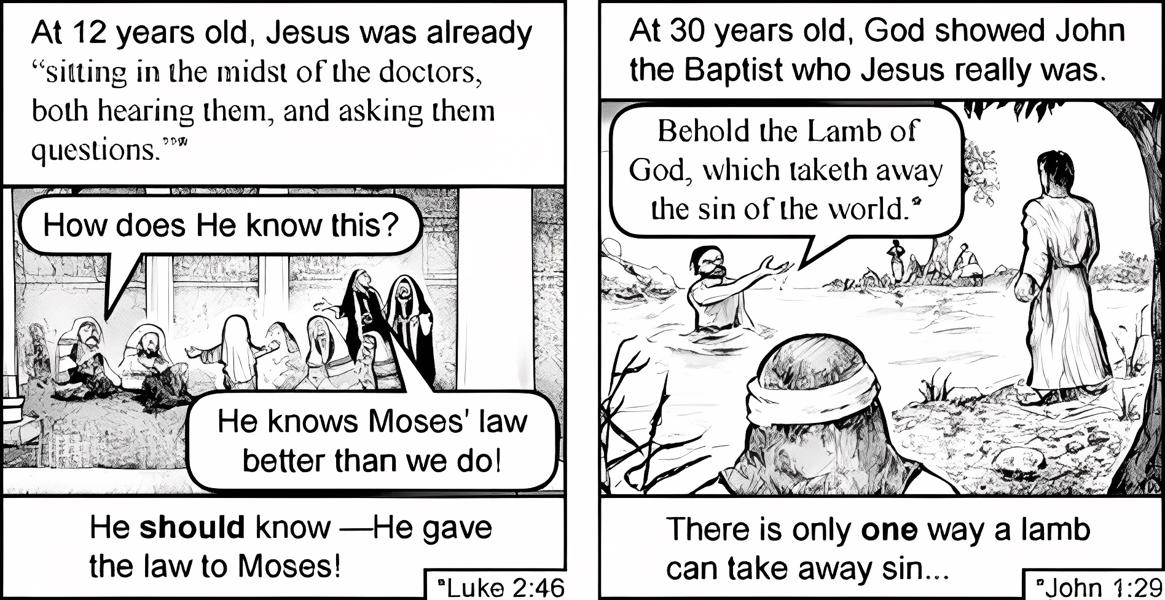 At 12 years old, Jesus was already
“sitting in the midst of the doctors,
both hearing them, and asking them
questions.”*
How does He know this?
He knows Moses' law
better than we do!
He should know —He gave
the law to Moses!
*Luke 2:46
At 30 years old, God showed John
the Baptist who Jesus really was.
Behold the Lamb of
God, which taketh away
the sin of the world.*
There is only one way a lamb
can take away sin...
*John 1:29